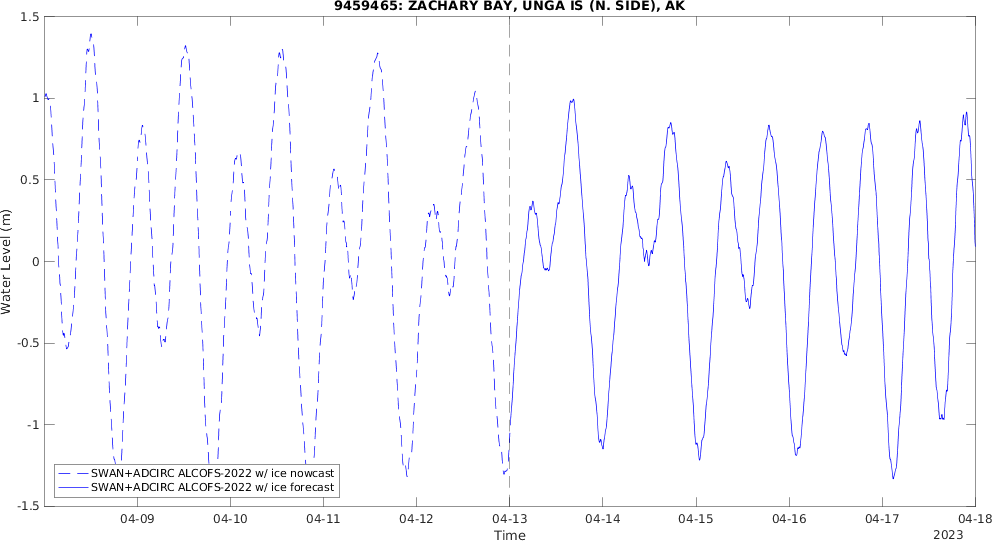 9459465: ZACHARY BAY, UNGA IS (N. SIDE), AK
1.5
1
0.5
0
-0.5
-1
-1.5
Water Level (m)
SWAN+ADCIRC ALCOFS-2022 w/ ice nowcast
SWAN+ADCIRC ALCOFS-2022 w/ ice forecast
04-09 04-10 04-11 04-12 04-13 04-14 04-15 04-16 04-17 04-18
Time
2023